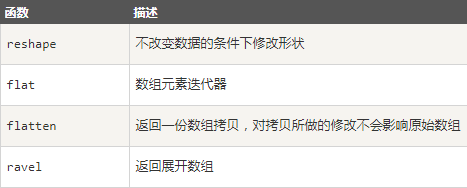 函数 描述
reshape 不改变数据的条件下修改形状
flat 数组元素迭代器
flatten 返回一份数组拷贝，对拷贝所做的修改不会影响原始数组
ravel 返回展开数组